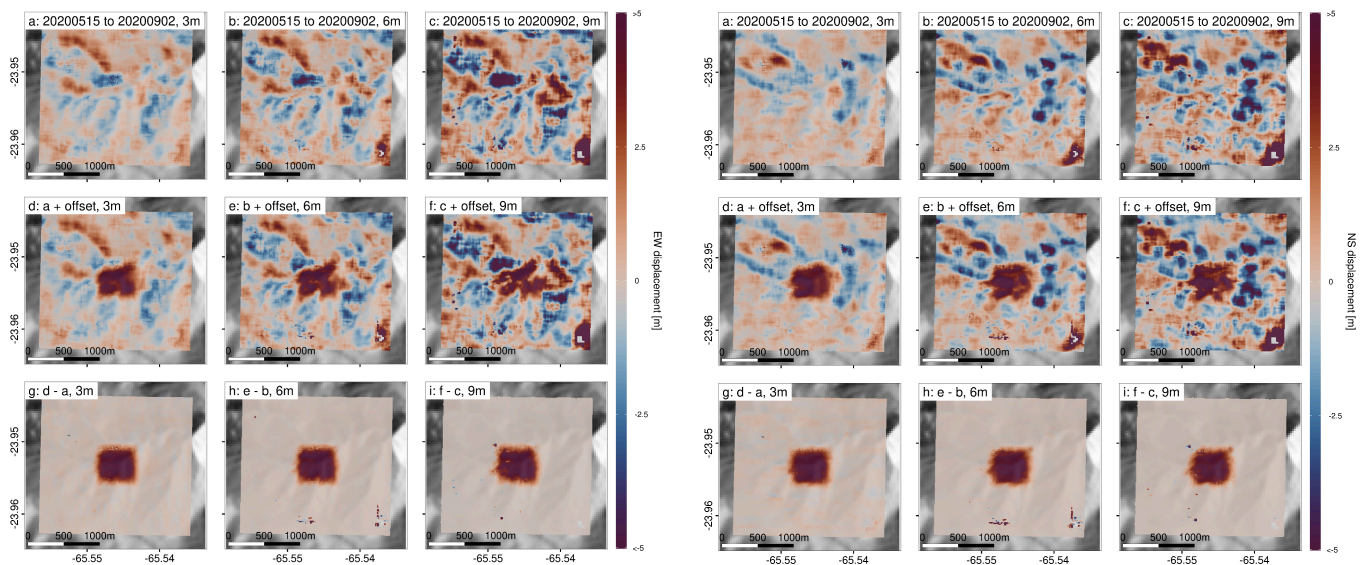 a: 20200515 to 20200902, 3m
b: 20200515 to 20200902, 6m
c: 20200515 to 20200902, 9m
>5
-23.95
-23.96
0 500 1000m
0 500 1000m
0 500 1000m
2.5
d: a + offset, 3m
e: b + offset, 6m
f: c + offset, 9m
-23.95
-23.96
0 500 1000m
0 500 1000m
0 500 1000m
EW displacement [m]
0
g: d - a, 3m
h: e - b, 6m
i: f - c, 9m
-2.5
-23.95
-23.96
0 500 1000m
0 500 1000m
0 500 1000m
<-5
-65.55 -65.54
-65.55 -65.54
-65.55 -65.54
a: 20200515 to 20200902, 3m
b: 20200515 to 20200902, 6m
c: 20200515 to 20200902, 9m
>5
-23.95
-23.96
0 500 1000m
0 500 1000m
0 500 1000m
2.5
d: a + offset, 3m
e: b + offset, 6m
f: c + offset, 9m
-23.95
-23.96
0 500 1000m
0 500 1000m
0 500 1000m
NS displacement [m]
0
g: d - a, 3m
h: e - b, 6m
i: f - c, 9m
-2.5
-23.95
-23.96
0 500 1000m
0 500 1000m
0 500 1000m
<-5
-65.55 -65.54
-65.55 -65.54
-65.55 -65.54